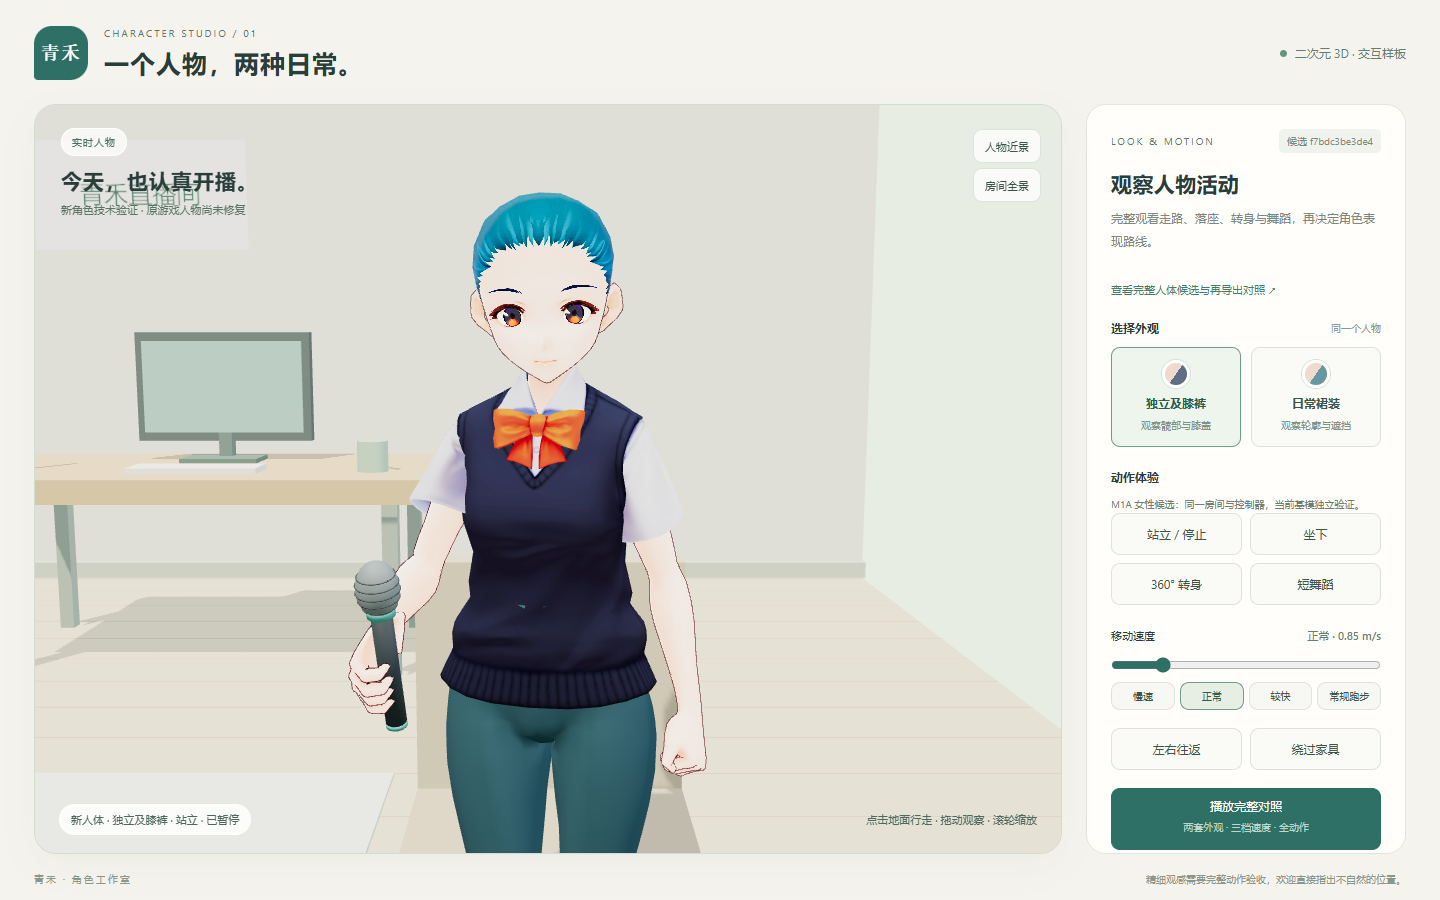 青禾
CHARACTER STUDIO / 01
一个人物，两种日常。
二次元 3D · 交互样板
实时人物
今天，也认真开播。
青禾直播间
新角色技术验证 · 原游戏人物尚未修复
人物近景
房间全景
新人体 · 独立及膝裤 · 站立 · 已暂停
点击地面行走 · 拖动观察 · 滚轮缩放
LOOK & MOTION
候选 f7bdc3be3de4
观察人物活动
完整观看走路、落座、转身与舞蹈，再决定角色表
现路线。
查看完整人体候选与再导出对照 ↗
选择外观
同一个人物
独立及膝裤
观察髋部与膝盖
日常裙装
观察轮廓与遮挡
动作体验
M1A 女性候选：同一房间与控制器，当前基模独立验证。
站立 / 停止
坐下
360° 转身
短舞蹈
移动速度
正常 · 0.85 m/s
慢速
正常
较快
常规跑步
左右往返
绕过家具
播放完整对照
两套外观 · 三档速度 · 全动作
青禾 · 角色工作室
精细观感需要完整动作验收，欢迎直接指出不自然的位置。